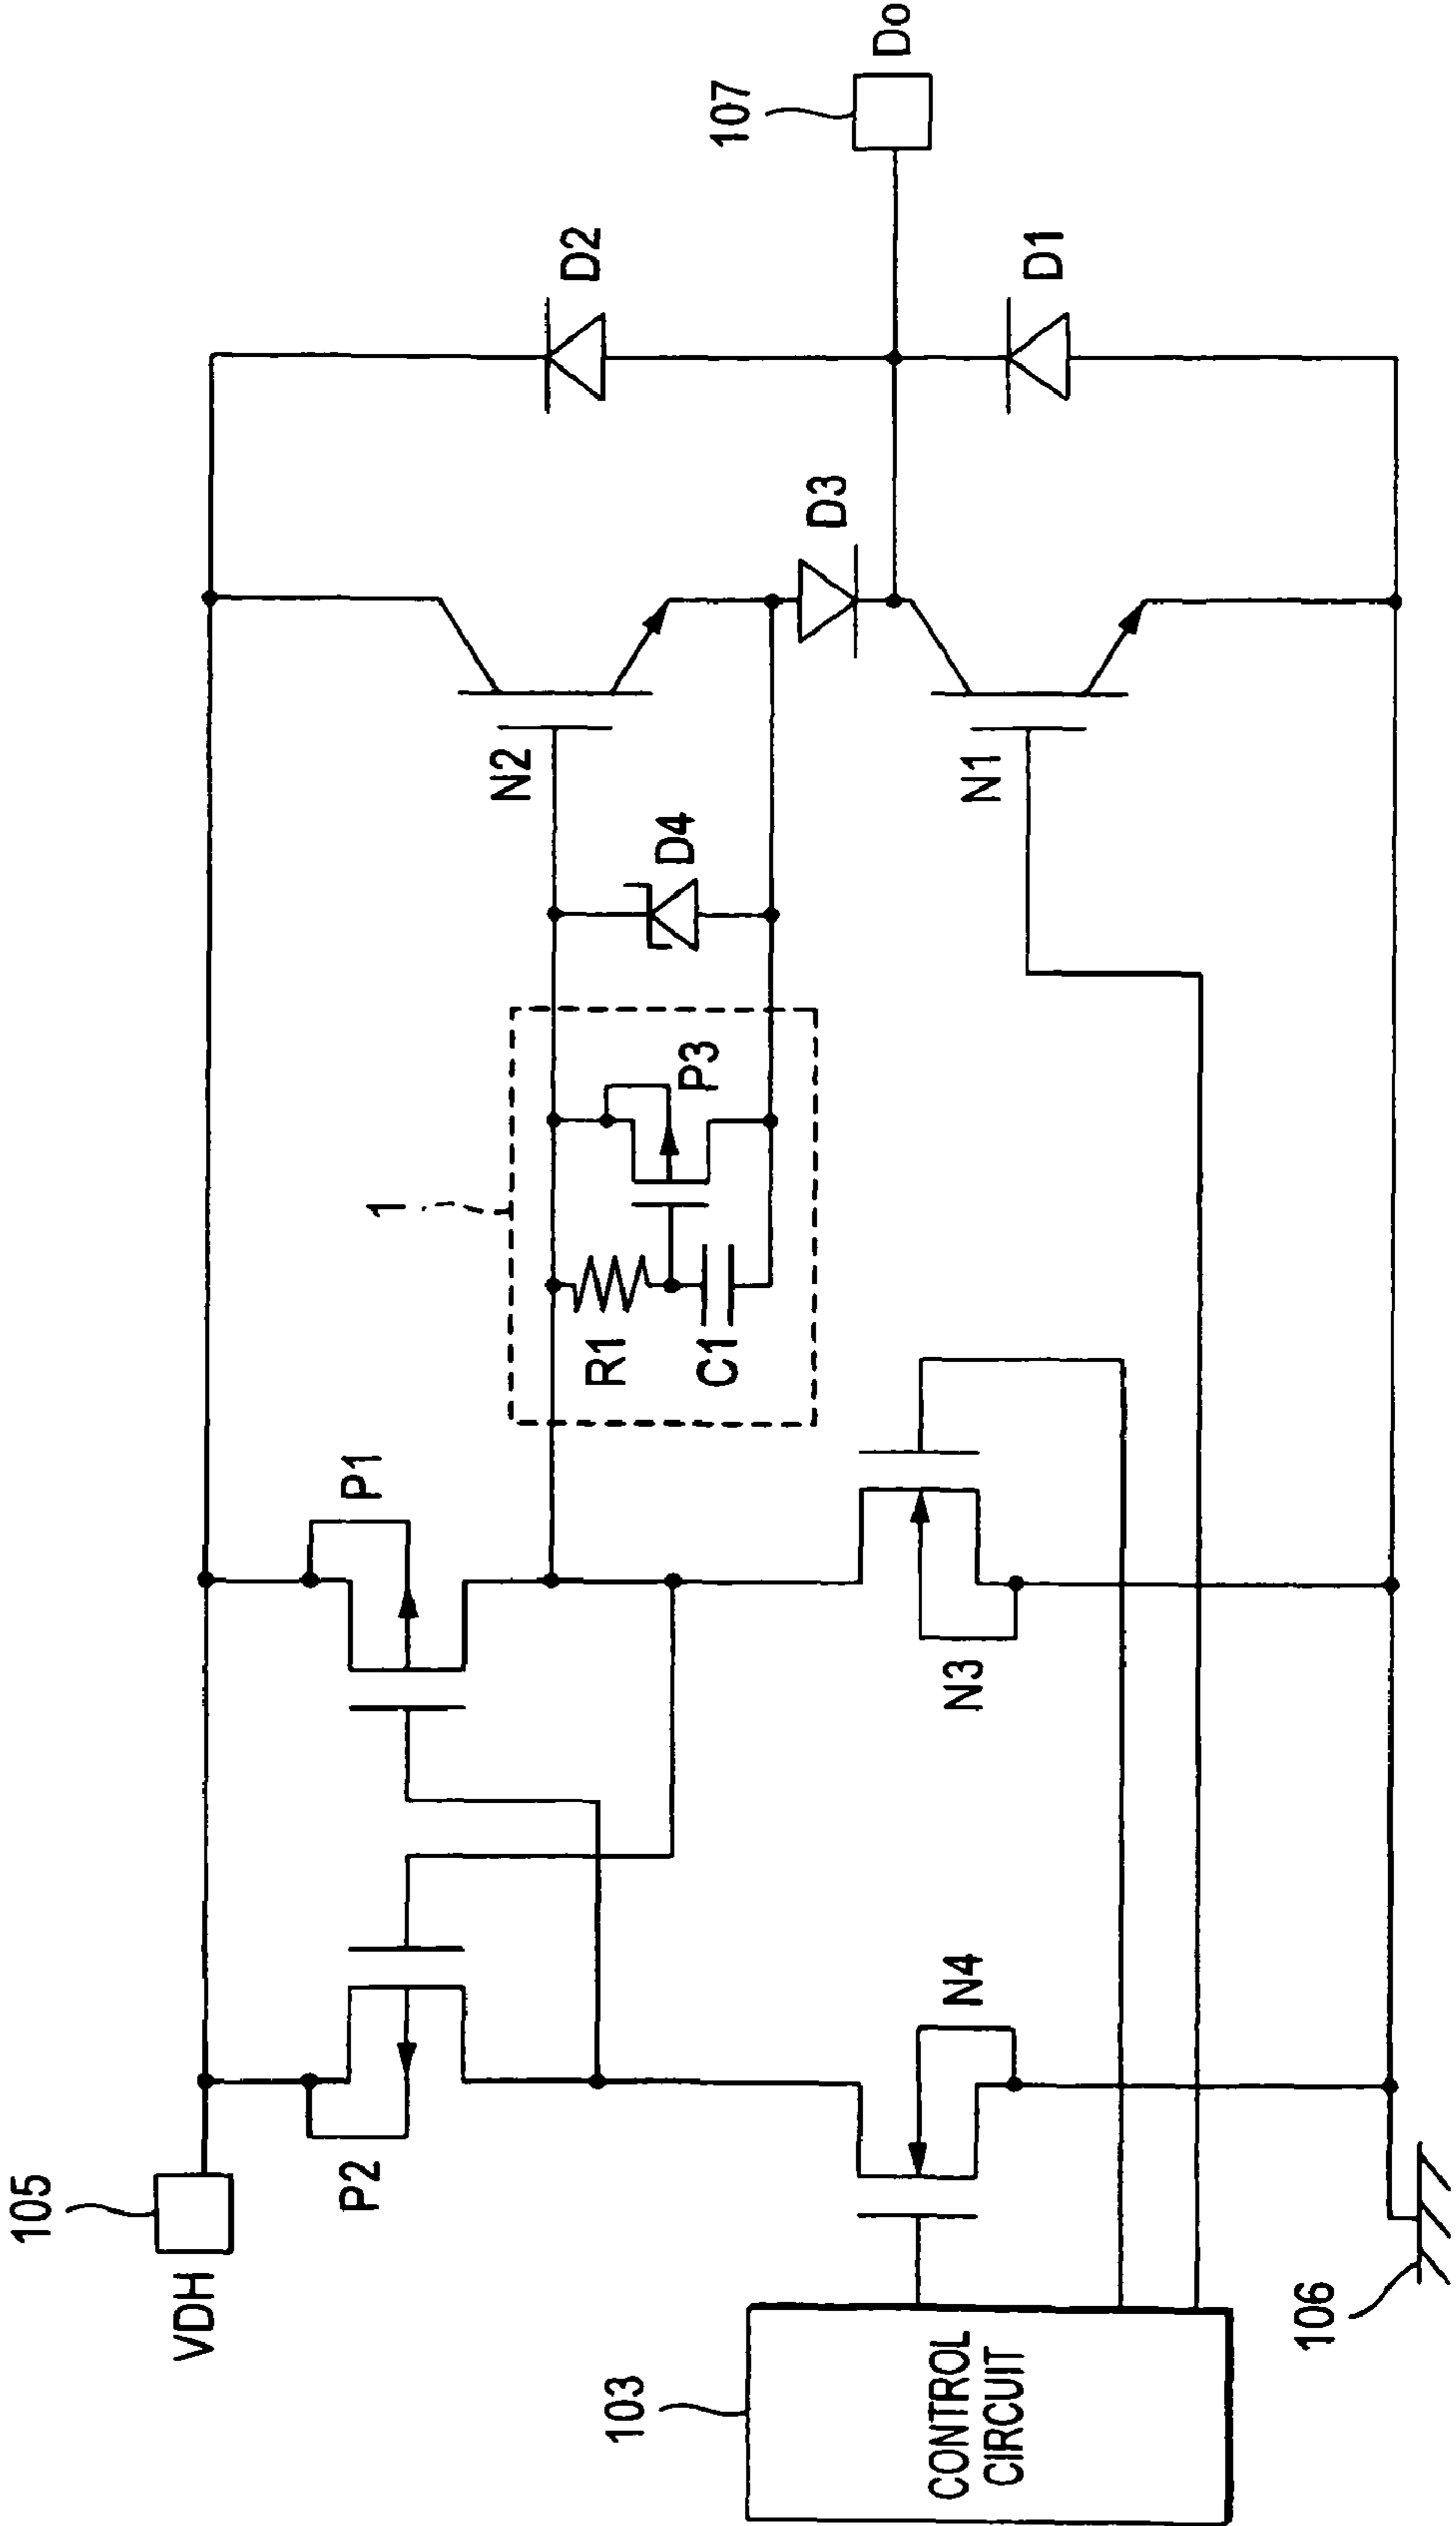 105
VDH
P2
P1
D2
107
Do
N2
D3
D4
1
P3
R1
C1
D1
N1
N3
N4
103
CONTROL
CIRCUIT
106